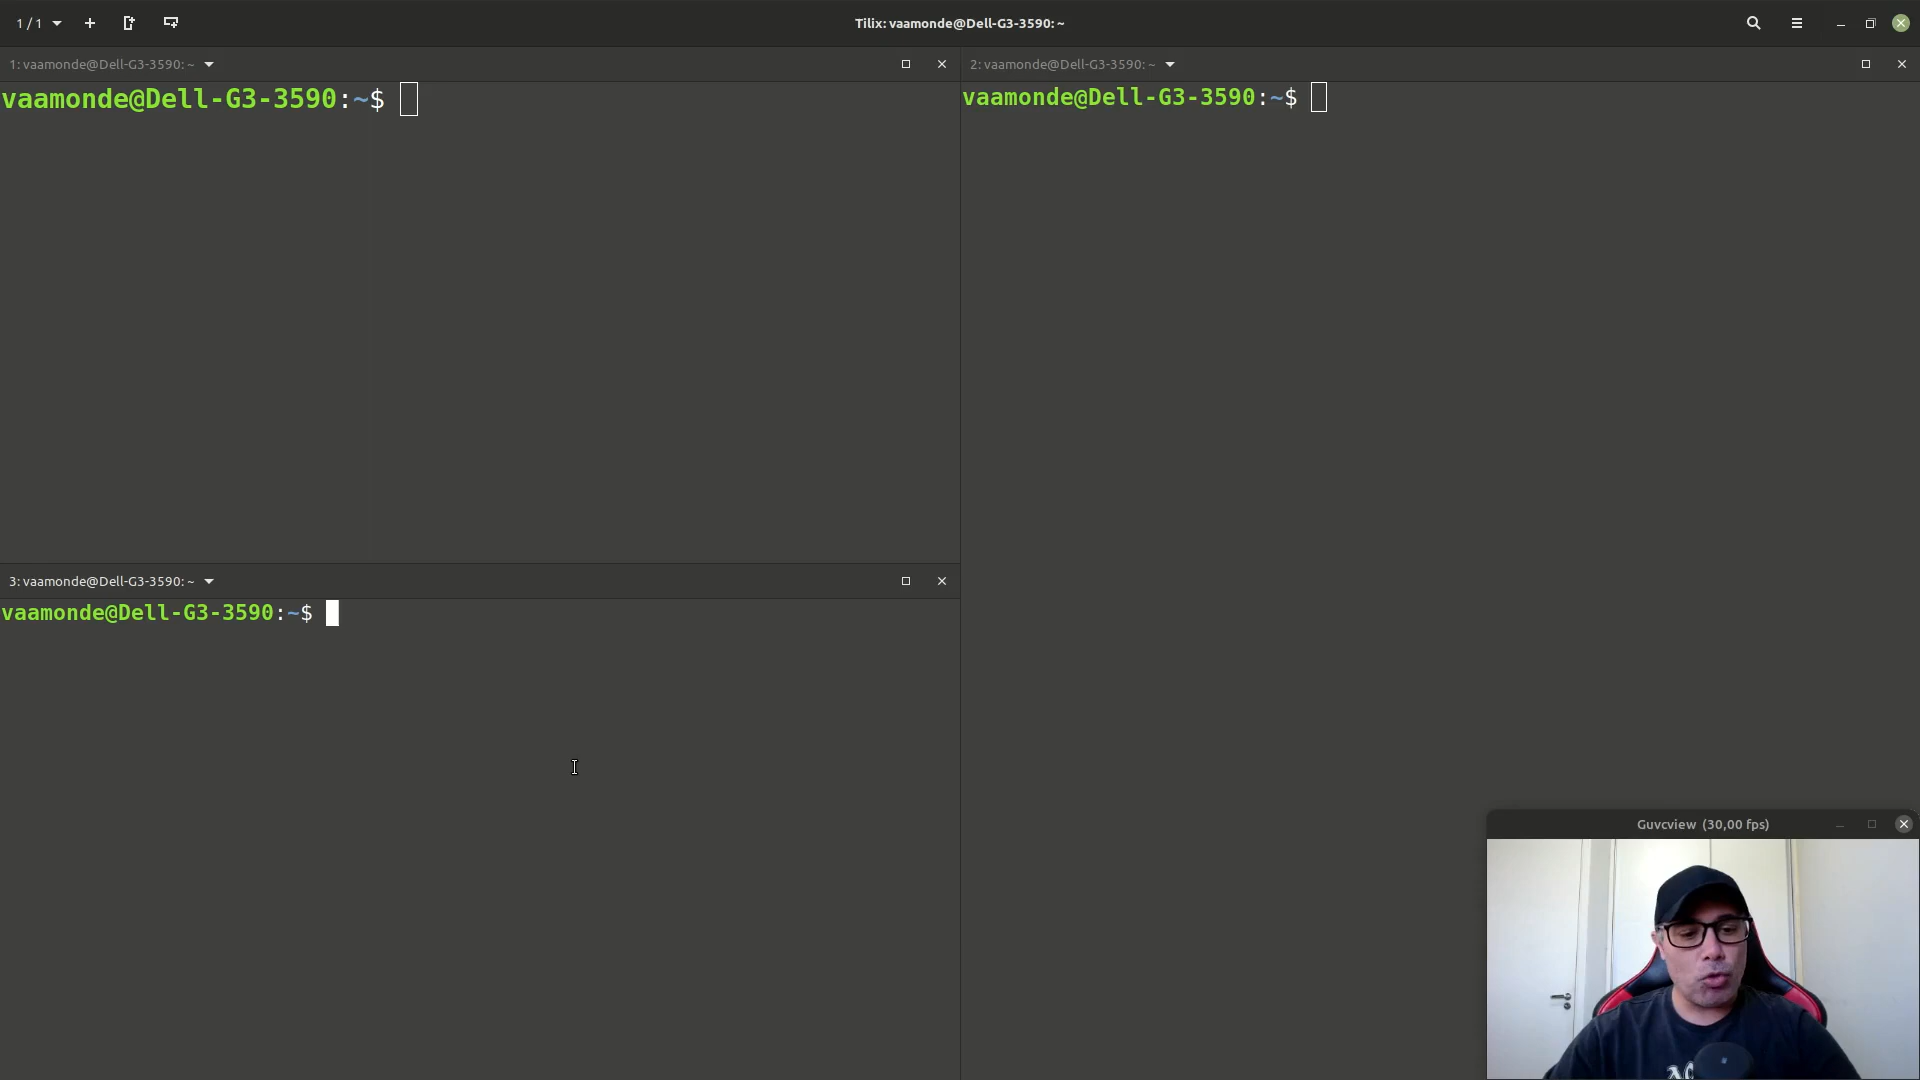 1 / 1
Tilix: vaamonde@Dell-G3-3590: ~
1: vaamonde@Dell-G3-3590: ~
vaamonde@Dell-G3-3590:~$
2: vaamonde@Dell-G3-3590: ~
vaamonde@Dell-G3-3590:~$
3: vaamonde@Dell-G3-3590: ~
vaamonde@Dell-G3-3590:~$
Guvcview (30,00 fps)